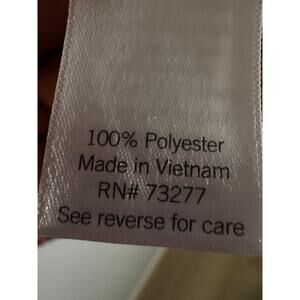 100% Polyester
Made in Vietnam
RN# 73277
See reverse for care